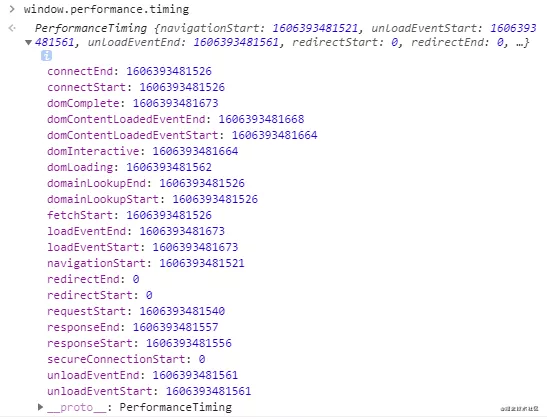 window.performance.timing
PerformanceTiming {navigationStart: 1606393481521, unloadEventStart: 1606393
481561, unloadEventEnd: 1606393481561, redirectStart: 0, redirectEnd: 0, …}
i
connectEnd: 1606393481526
connectStart: 1606393481526
domComplete: 1606393481673
domContentLoadedEventEnd: 1606393481668
domContentLoadedEventStart: 1606393481664
domInteractive: 1606393481664
domLoading: 1606393481562
domainLookupEnd: 1606393481526
domainLookupStart: 1606393481526
fetchStart: 1606393481526
loadEventEnd: 1606393481673
loadEventStart: 1606393481673
navigationStart: 1606393481521
redirectEnd: 0
redirectStart: 0
requestStart: 1606393481540
responseEnd: 1606393481557
responseStart: 1606393481556
secureConnectionStart: 0
unloadEventEnd: 1606393481561
unloadEventStart: 1606393481561
__proto__: PerformanceTiming